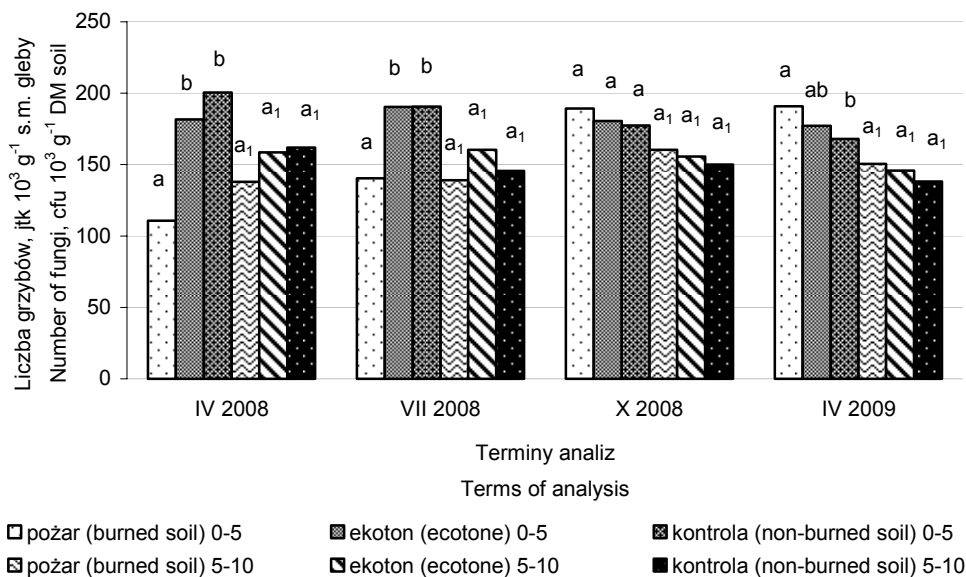 Liczba grzybów, jtk 10³ g⁻¹ s.m. gleby
Number of fungi, cfu 10³ g⁻¹ DM soil
250
200
150
100
50
0
a b b a₁ a₁ a₁
a b b a₁ a₁ a₁
a a a a₁ a₁ a₁
a ab b a₁ a₁ a₁
IV 2008 VII 2008 X 2008 IV 2009
Terminy analiz
Terms of analysis
pożar (burned soil) 0-5 ekoton (ecotone) 0-5 kontrola (non-burned soil) 0-5
pożar (burned soil) 5-10 ekoton (ecotone) 5-10 kontrola (non-burned soil) 5-10